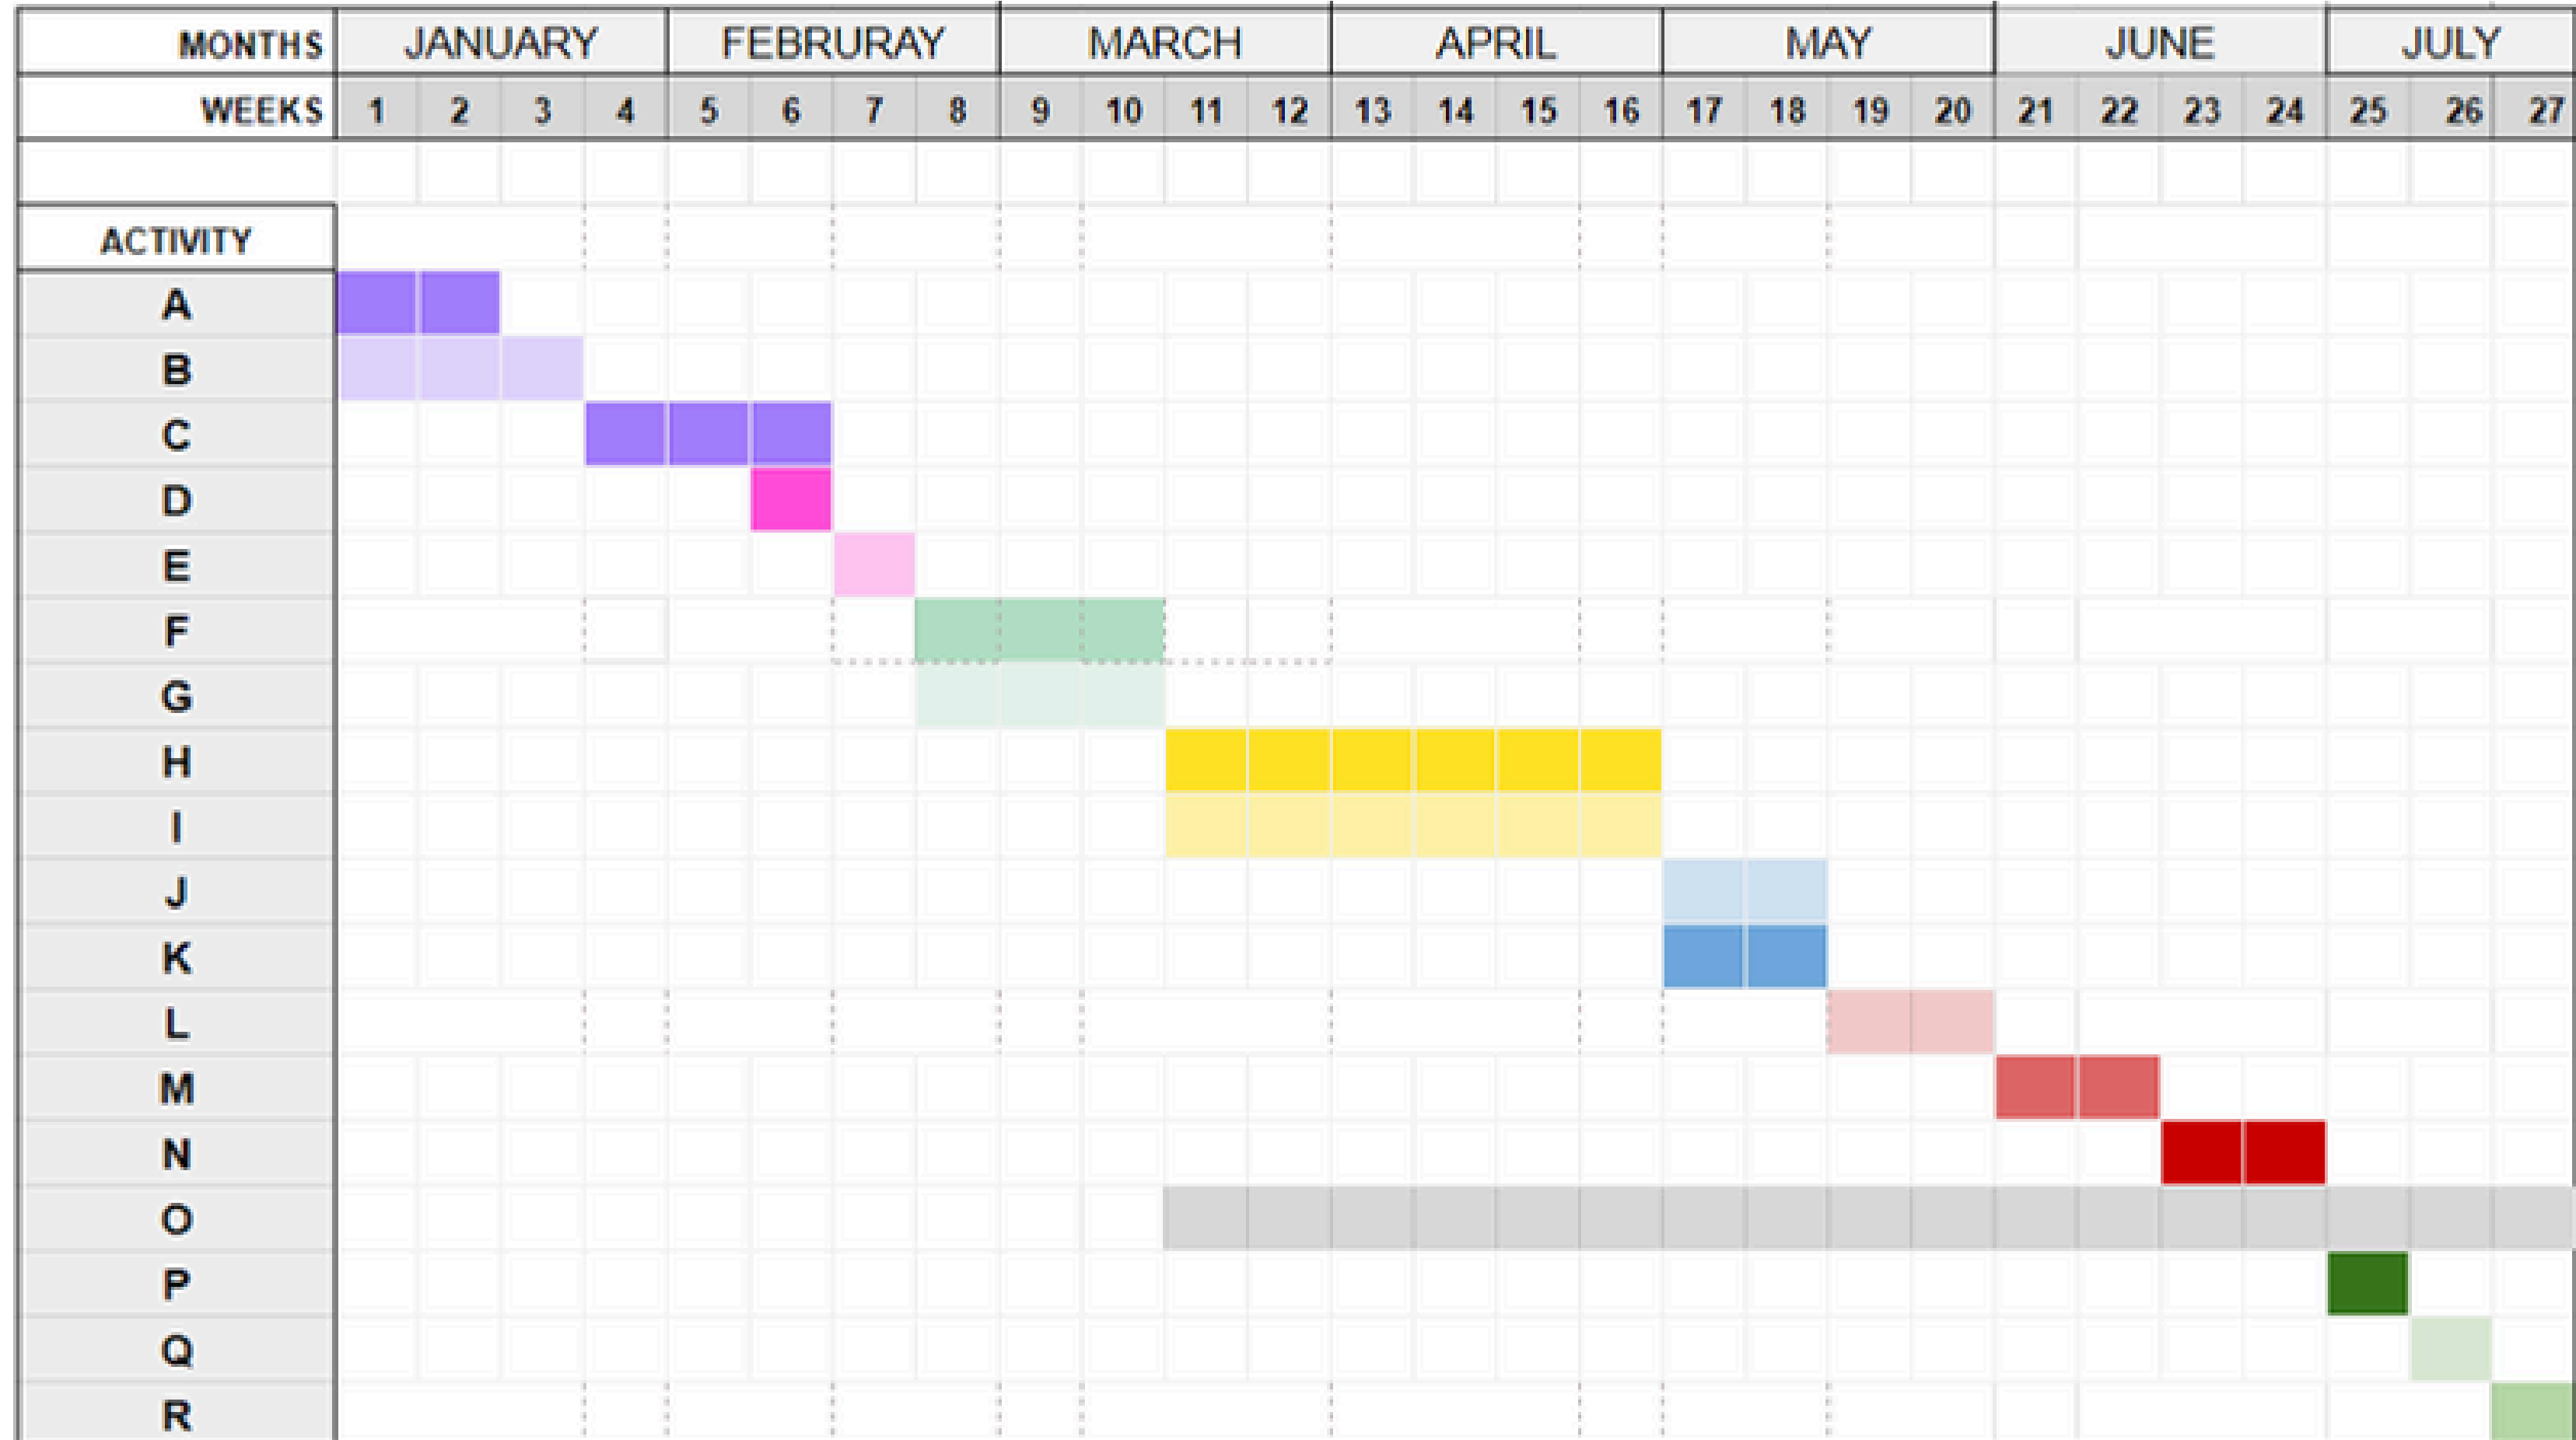 MONTHS JANUARY FEBRURAY MARCH APRIL MAY JUNE JULY
WEEKS 1 2 3 4 5 6 7 8 9 10 11 12 13 14 15 16 17 18 19 20 21 22 23 24 25 26 27
ACTIVITY
A
B
C
D
E
F
G
H
I
J
K
L
M
N
O
P
Q
R